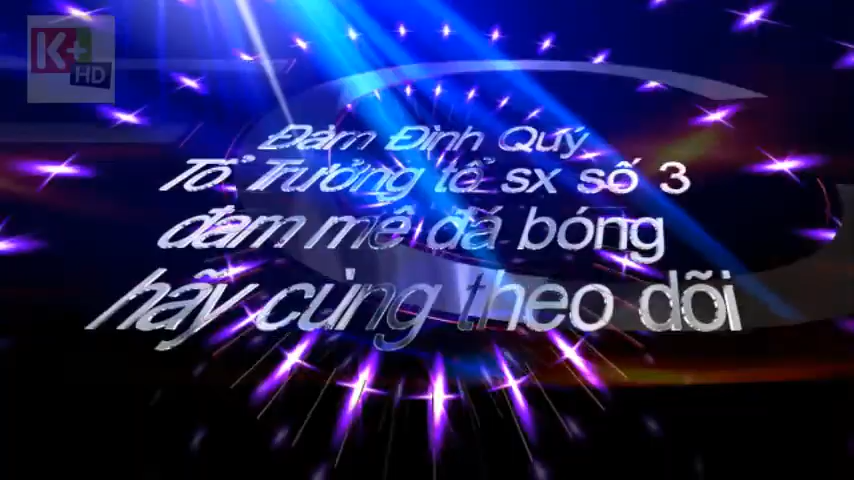 K+
HD
Đàm Đình Quý
Tổ Trưởng tổ sx số 3
đam mê đá bóng
hãy cùng theo dõi